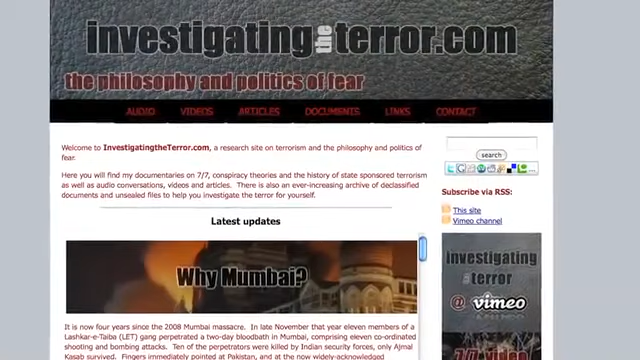 investigating the terror.com
the philosophy and politics of fear
AUDIO VIDEOS ARTICLES DOCUMENTS LINKS CONTACT
Welcome to InvestigatingtheTerror.com, a research site on terrorism and the philosophy and politics of
fear.
Here you will find my documentaries on 7/7, conspiracy theories and the history of state sponsored terrorism
as well as audio conversations, videos and articles. There is also an ever-increasing archive of declassified
documents and unsealed files to help you investigate the terror for yourself.
Latest updates
Why Mumbai?
It is now four years since the 2008 Mumbai massacre. In late November that year eleven members of a
Lashkar-e-Taiba (LET) gang perpetrated a two-day bloodbath in Mumbai, comprising eleven co-ordinated
shooting and bombing attacks. Ten of the perpetrators were killed by Indian security forces, only Ajmal
Kasab survived. Fingers immediately pointed at Pakistan, and at the now widely-acknowledged
search
Subscribe via RSS:
This site
Vimeo channel
investigating
the terror
@ vimeo